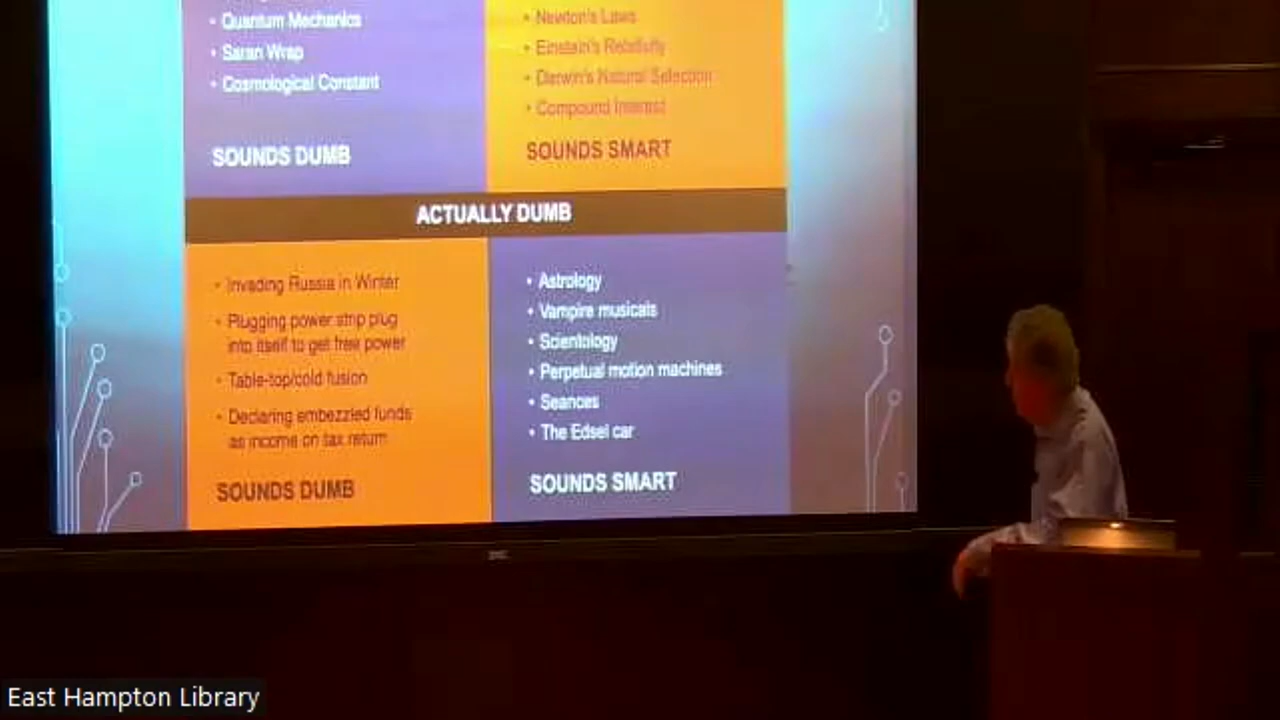 • Quantum Mechanics
• Saran Wrap
• Cosmological Constant
SOUNDS DUMB
• Newton's Laws
• Einstein's Relativity
• Darwin's Natural Selection
• Compound Interest
SOUNDS SMART
ACTUALLY DUMB
• Invading Russia in Winter
• Plugging power strip plug
into itself to get free power
• Table-top/cold fusion
• Declaring embezzled funds
as income on tax return
SOUNDS DUMB
• Astrology
• Vampire musicals
• Scientology
• Perpetual motion machines
• Seances
• The Edsel car
SOUNDS SMART
East Hampton Library